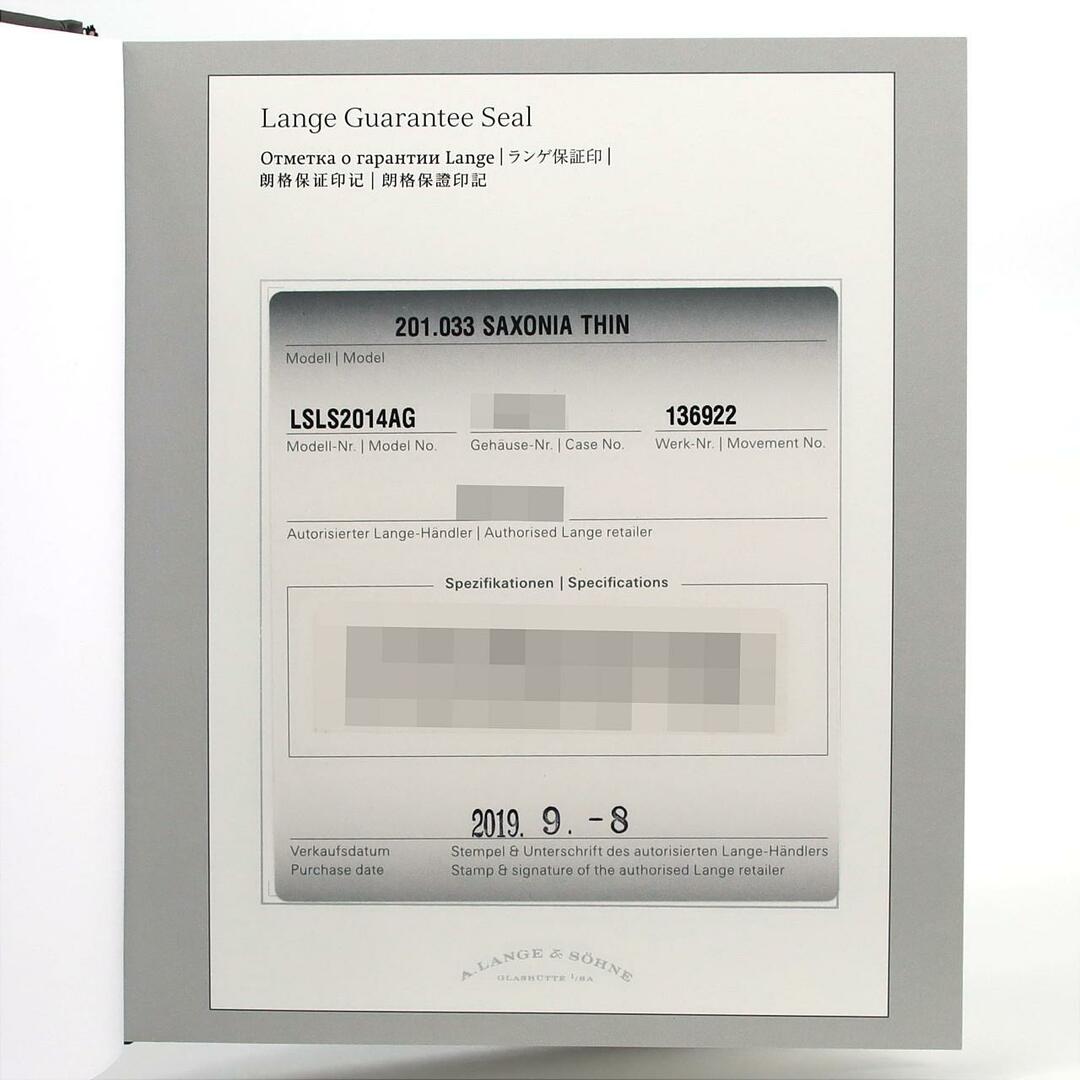 Lange Guarantee Seal
Отметка о гарантии Lange | ランゲ保証印 |
朗格保证印记 | 朗格保證印記
201.033 SAXONIA THIN
Modell | Model
LSLS2014AG 136922
Modell-Nr. | Model No. Gehäuse-Nr. | Case No. Werk-Nr. | Movement No.
Autorisierter Lange-Händler | Authorised Lange retailer
Spezifikationen | Specifications
2019. 9. -8
Verkaufsdatum Stempel & Unterschrift des autorisierten Lange-Händlers
Purchase date Stamp & signature of the authorised Lange retailer
A. LANGE & SÖHNE
GLASHÜTTE I/SA